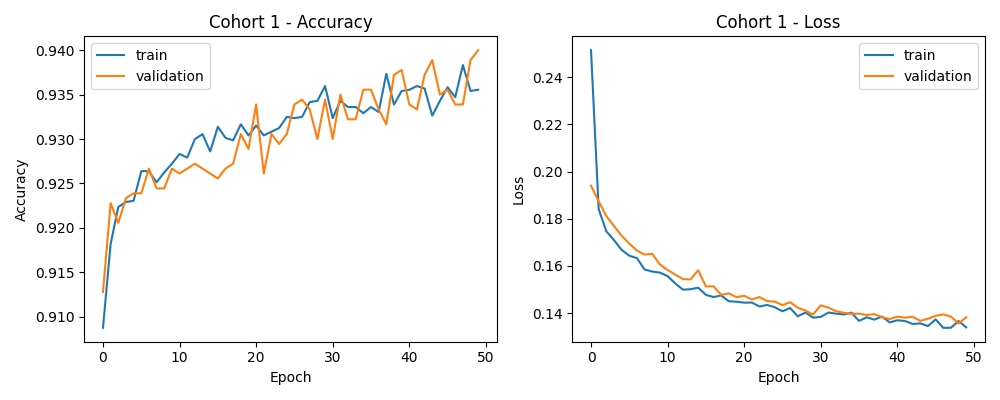 Cohort 1 - Accuracy
0.940
0.935
0.930
0.925
0.920
0.915
0.910
Accuracy
train
validation
0 10 20 30 40 50
Epoch
Cohort 1 - Loss
0.24
0.22
0.20
0.18
0.16
0.14
Loss
train
validation
0 10 20 30 40 50
Epoch